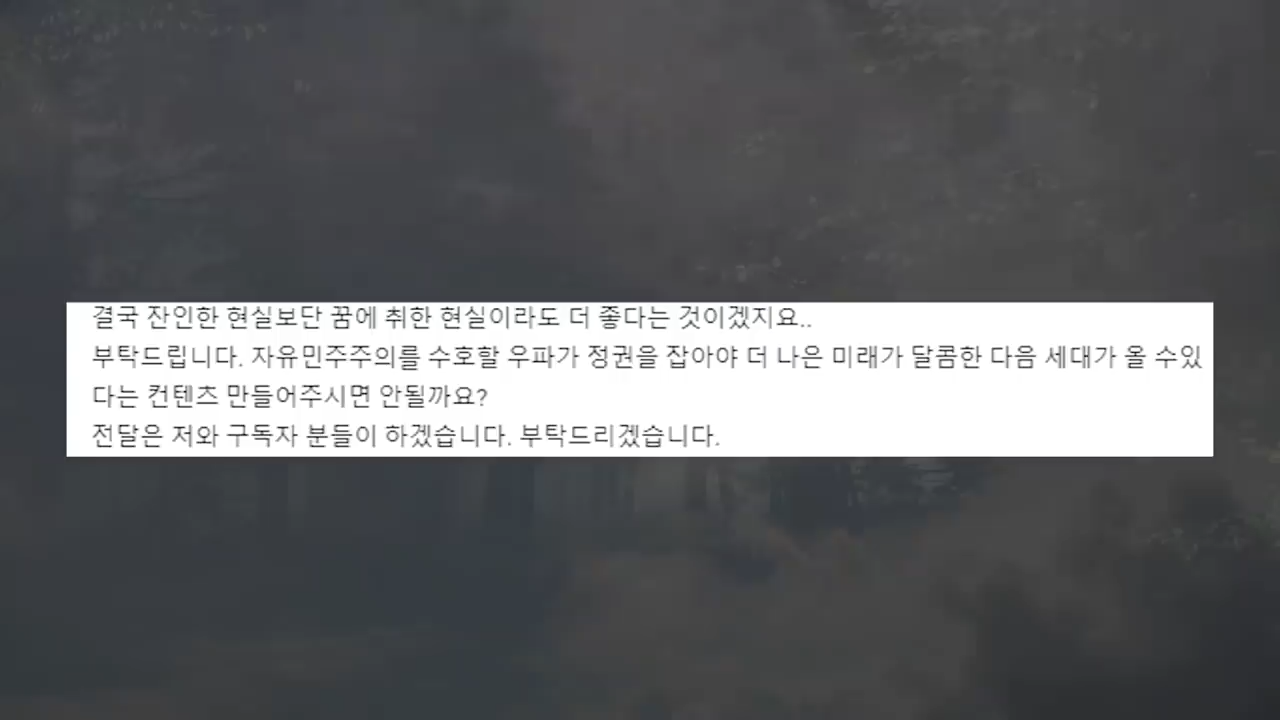 결국 잔인한 현실보단 꿈에 취한 현실이라도 더 좋다는 것이겠지요..
부탁드립니다. 자유민주주의를 수호할 우파가 정권을 잡아야 더 나은 미래가 달콤한 다음 세대가 올 수있
다는 컨텐츠 만들어주시면 안될까요?
전달은 저와 구독자 분들이 하겠습니다. 부탁드리겠습니다.